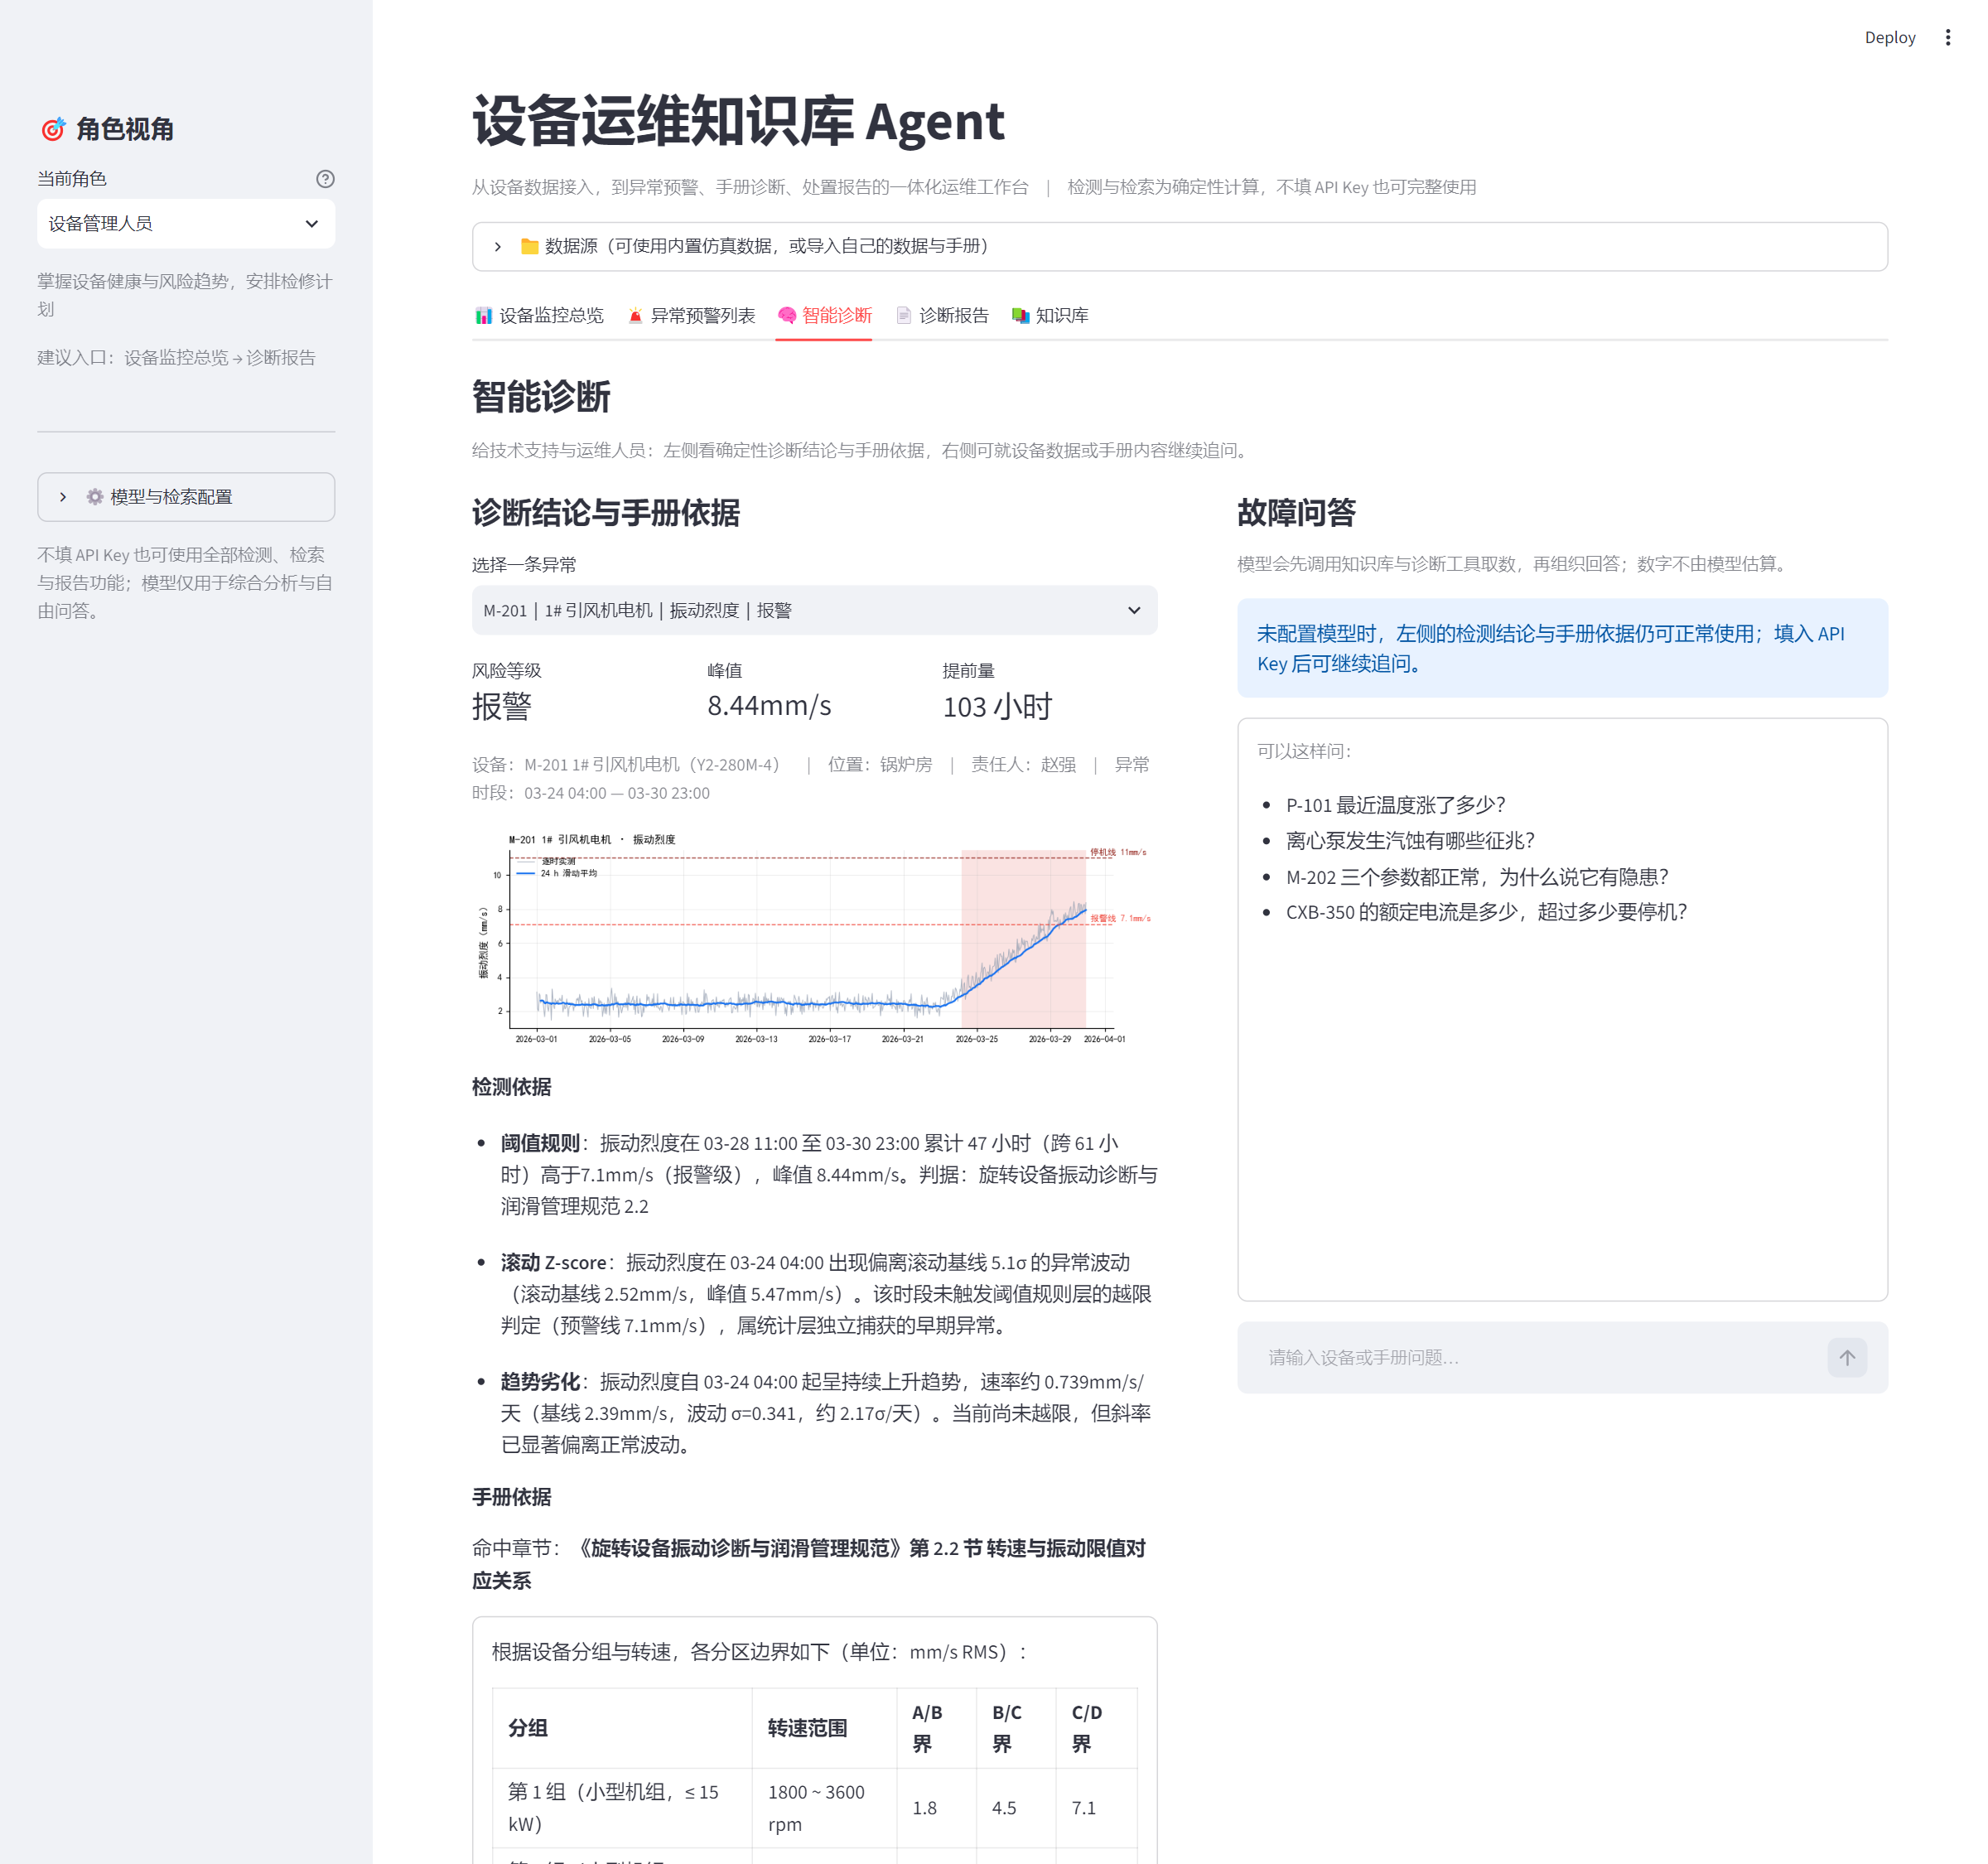 Deploy
角色视角
当前角色
设备管理人员
掌握设备健康与风险趋势，安排检修计
划
建议入口：设备监控总览 → 诊断报告
模型与检索配置
不填 API Key 也可使用全部检测、检索
与报告功能；模型仅用于综合分析与自
由问答。
设备运维知识库 Agent
从设备数据接入，到异常预警、手册诊断、处置报告的一体化运维工作台 ｜ 检测与检索为确定性计算，不填 API Key 也可完整使用
数据源（可使用内置仿真数据，或导入自己的数据与手册）
设备监控总览 异常预警列表 智能诊断 诊断报告 知识库
智能诊断
给技术支持与运维人员：左侧看确定性诊断结论与手册依据，右侧可就设备数据或手册内容继续追问。
诊断结论与手册依据
选择一条异常
M-201｜1# 引风机电机｜振动烈度｜报警
风险等级 峰值 提前量
报警 8.44mm/s 103 小时
设备：M-201 1# 引风机电机（Y2-280M-4） ｜ 位置：锅炉房 ｜ 责任人：赵强 ｜ 异常
时段：03-24 04:00 — 03-30 23:00
M-201 1# 引风机电机 · 振动烈度
逐时实测
24 h 滑动平均
停机线 11mm/s
报警线 7.1mm/s
振动烈度 (mm/s)
10
8
6
4
2
2026-03-01 2026-03-05 2026-03-09 2026-03-13 2026-03-17 2026-03-21 2026-03-25 2026-03-29 2026-04-01
检测依据
阈值规则：振动烈度在 03-28 11:00 至 03-30 23:00 累计 47 小时（跨 61 小
时）高于7.1mm/s（报警级），峰值 8.44mm/s。判据：旋转设备振动诊断与
润滑管理规范 2.2
滚动 Z-score：振动烈度在 03-24 04:00 出现偏离滚动基线 5.1σ 的异常波动
（滚动基线 2.52mm/s，峰值 5.47mm/s）。该时段未触发阈值规则层的越限
判定（预警线 7.1mm/s），属统计层独立捕获的早期异常。
趋势劣化：振动烈度自 03-24 04:00 起呈持续上升趋势，速率约 0.739mm/s/
天（基线 2.39mm/s，波动 σ=0.341，约 2.17σ/天）。当前尚未越限，但斜率
已显著偏离正常波动。
手册依据
命中章节：《旋转设备振动诊断与润滑管理规范》第 2.2 节 转速与振动限值对
应关系
根据设备分组与转速，各分区边界如下（单位：mm/s RMS）：
分组 转速范围 A/B 界 B/C 界 C/D 界
第 1 组（小型机组，≤ 15 kW） 1800 ~ 3600 rpm 1.8 4.5 7.1
故障问答
模型会先调用知识库与诊断工具取数，再组织回答；数字不由模型估算。
未配置模型时，左侧的检测结论与手册依据仍可正常使用；填入 API
Key 后可继续追问。
可以这样问：
P-101 最近温度涨了多少？
离心泵发生汽蚀有哪些征兆？
M-202 三个参数都正常，为什么说它有隐患？
CXB-350 的额定电流是多少，超过多少要停机？
请输入设备或手册问题…